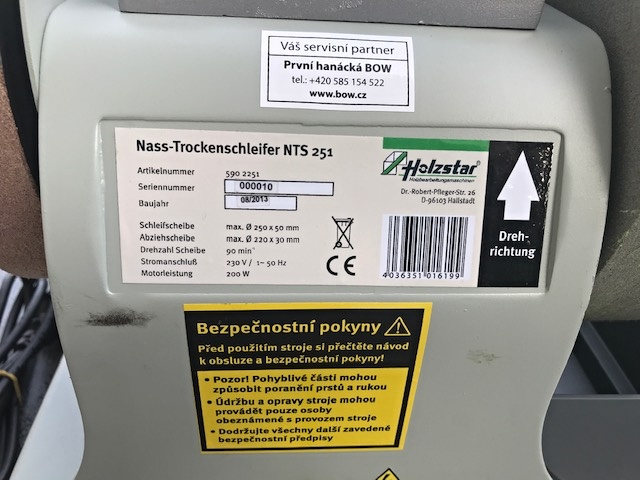 Váš servisní partner
První hanácká BOW
tel.: +420 585 154 522
www.bow.cz
Nass-Trockenschleifer NTS 251
Artikelnummer 590 2251
Seriennummer 000010
Baujahr 08/2013
Schleifscheibe max. Ø 250 x 50 mm
Abziehscheibe max. Ø 220 x 30 mm
Drehzahl Scheibe 90 min⁻
Stromanschluß 230 V / 1~ 50 Hz
Motorleistung 200 W
CE
Holzstar®
Holzbearbeitungsmaschinen
Dr.-Robert-Pfleger-Str. 26
D-96103 Hallstadt
4 036351 016199
Dreh-
richtung
Bezpečnostní pokyny
Před použitím stroje si přečtěte návod
k obsluze a bezpečnostní pokyny!
• Pozor! Pohyblivé části mohou
způsobit poranění prstů a rukou
• Údržbu a opravy stroje mohou
provádět pouze osoby
obeznámené s provozem stroje
• Dodržujte všechny další zavedené
bezpečnostní předpisy